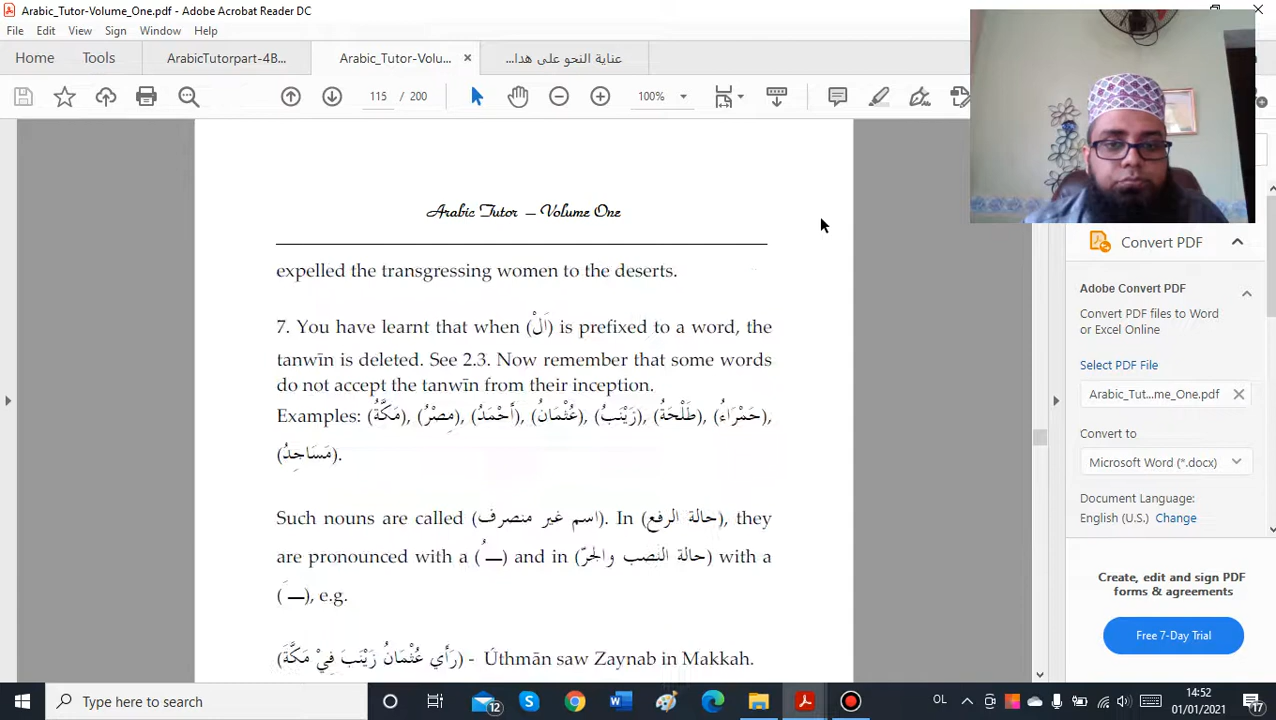 Arabic_Tutor-Volume_One.pdf - Adobe Acrobat Reader DC
File Edit View Sign Window Help
Home Tools ArabicTutorpart-4B... Arabic_Tutor-Volu... عناية النحو على هدا...
115 / 200 100%
Arabic Tutor – Volume One
expelled the transgressing women to the deserts.
7. You have learnt that when (اَلْ) is prefixed to a word, the
tanwīn is deleted. See 2.3. Now remember that some words
do not accept the tanwīn from their inception.
Examples: (مَكَّةُ), (مِصْرُ), (أَحْمَدُ), (عُثْمَانُ), (زَيْنَبُ), (طَلْحَةُ), (حَمْرَاءُ),
(مَسَاجِدُ).
Such nouns are called (اسم غير منصرف). In (حالة الرفع), they
are pronounced with a (ـُ) and in (حالة النصب والجرّ) with a
(ـَ), e.g.
(رَأَي عُثْمَانُ زَيْنَبَ فِيْ مَكَّةَ) - Úthmān saw Zaynab in Makkah.
Convert PDF
Adobe Convert PDF
Convert PDF files to Word
or Excel Online
Select PDF File
Arabic_Tut...me_One.pdf
Convert to
Microsoft Word (*.docx)
Document Language:
English (U.S.) Change
Create, edit and sign PDF
forms & agreements
Free 7-Day Trial
Type here to search
12
OL
14:52
01/01/2021
17